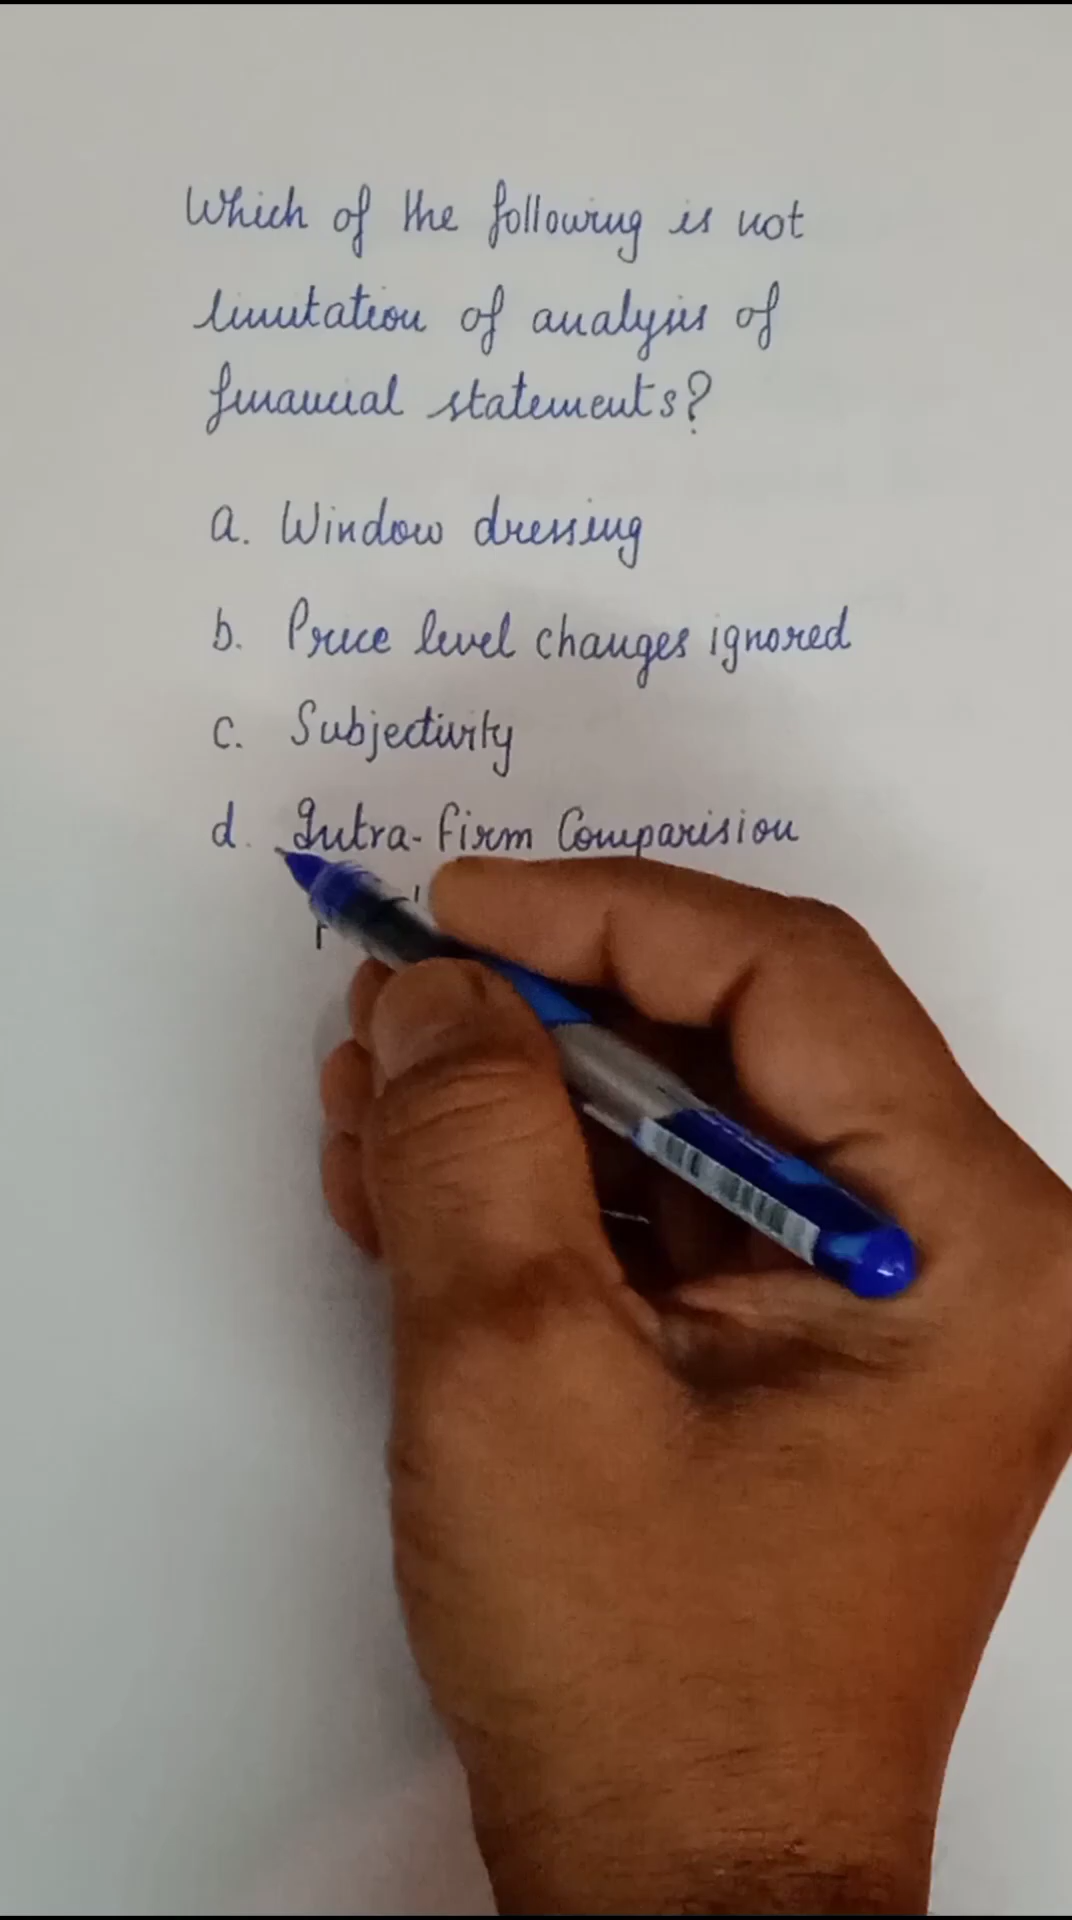 Which of the following is not
limitation of analysis of
financial statements?
a. Window dressing
b. Price level changes ignored
c. Subjectivity
d. Intra-firm Comparision